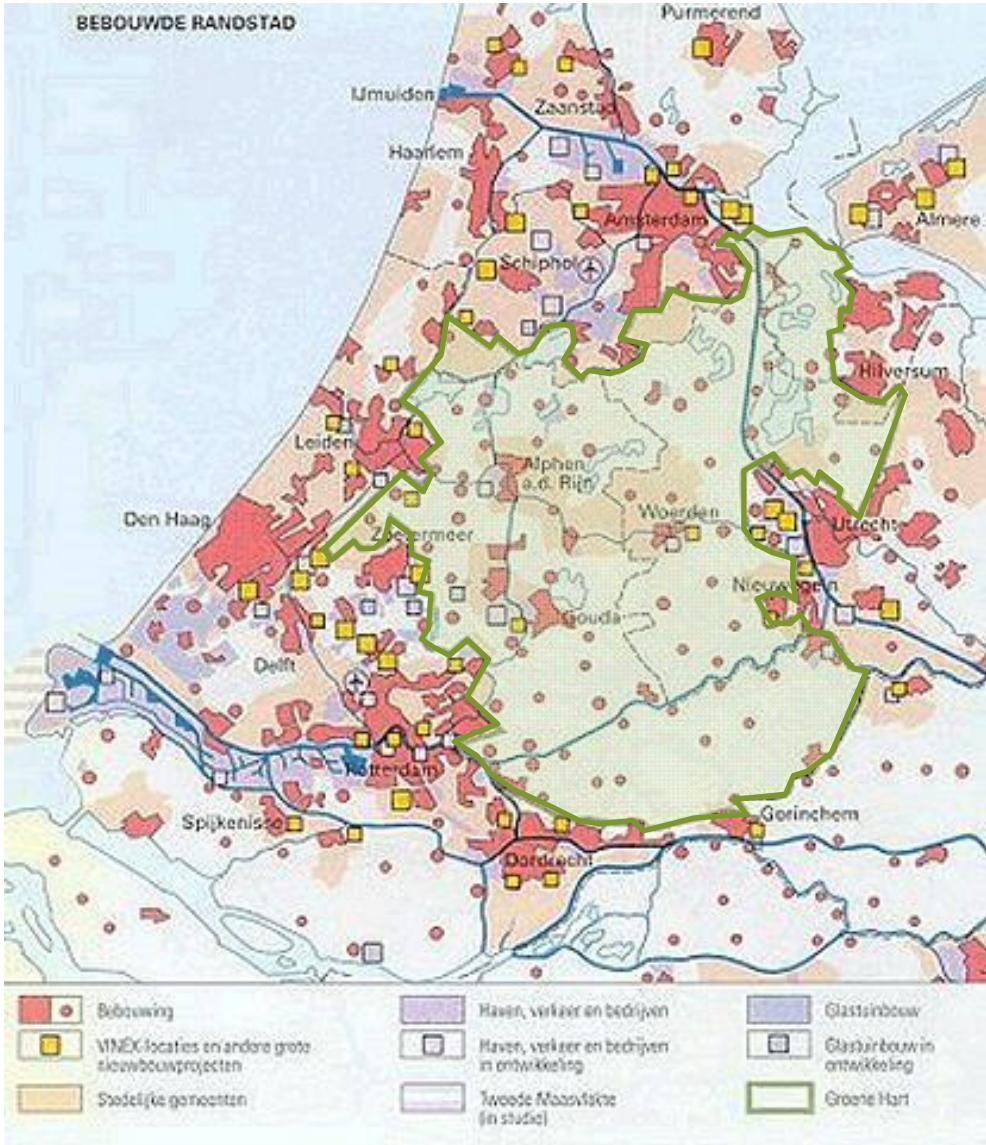 BEBOUWDE RANDSTAD
Purmerend
IJmuiden
Zaanstad
Haarlem
Amsterdam
Almere
Schiphol
Hilversum
Leiden
Alphen
a.d. Rijn
Den Haag
Woerden
Zoetermeer
Utrecht
Nieuwegein
Gouda
Delft
Rotterdam
Spijkenisse
Gorinchem
Dordrecht
Bebouwing
VINEX-locaties en andere grote
nieuwbouwprojecten
Stedelijke gemeenten
Haven, verkeer en bedrijven
Haven, verkeer en bedrijven
in ontwikkeling
Tweede Maasvlakte
(in studie)
Glastuinbouw
Glastuinbouw in
ontwikkeling
Groene Hart